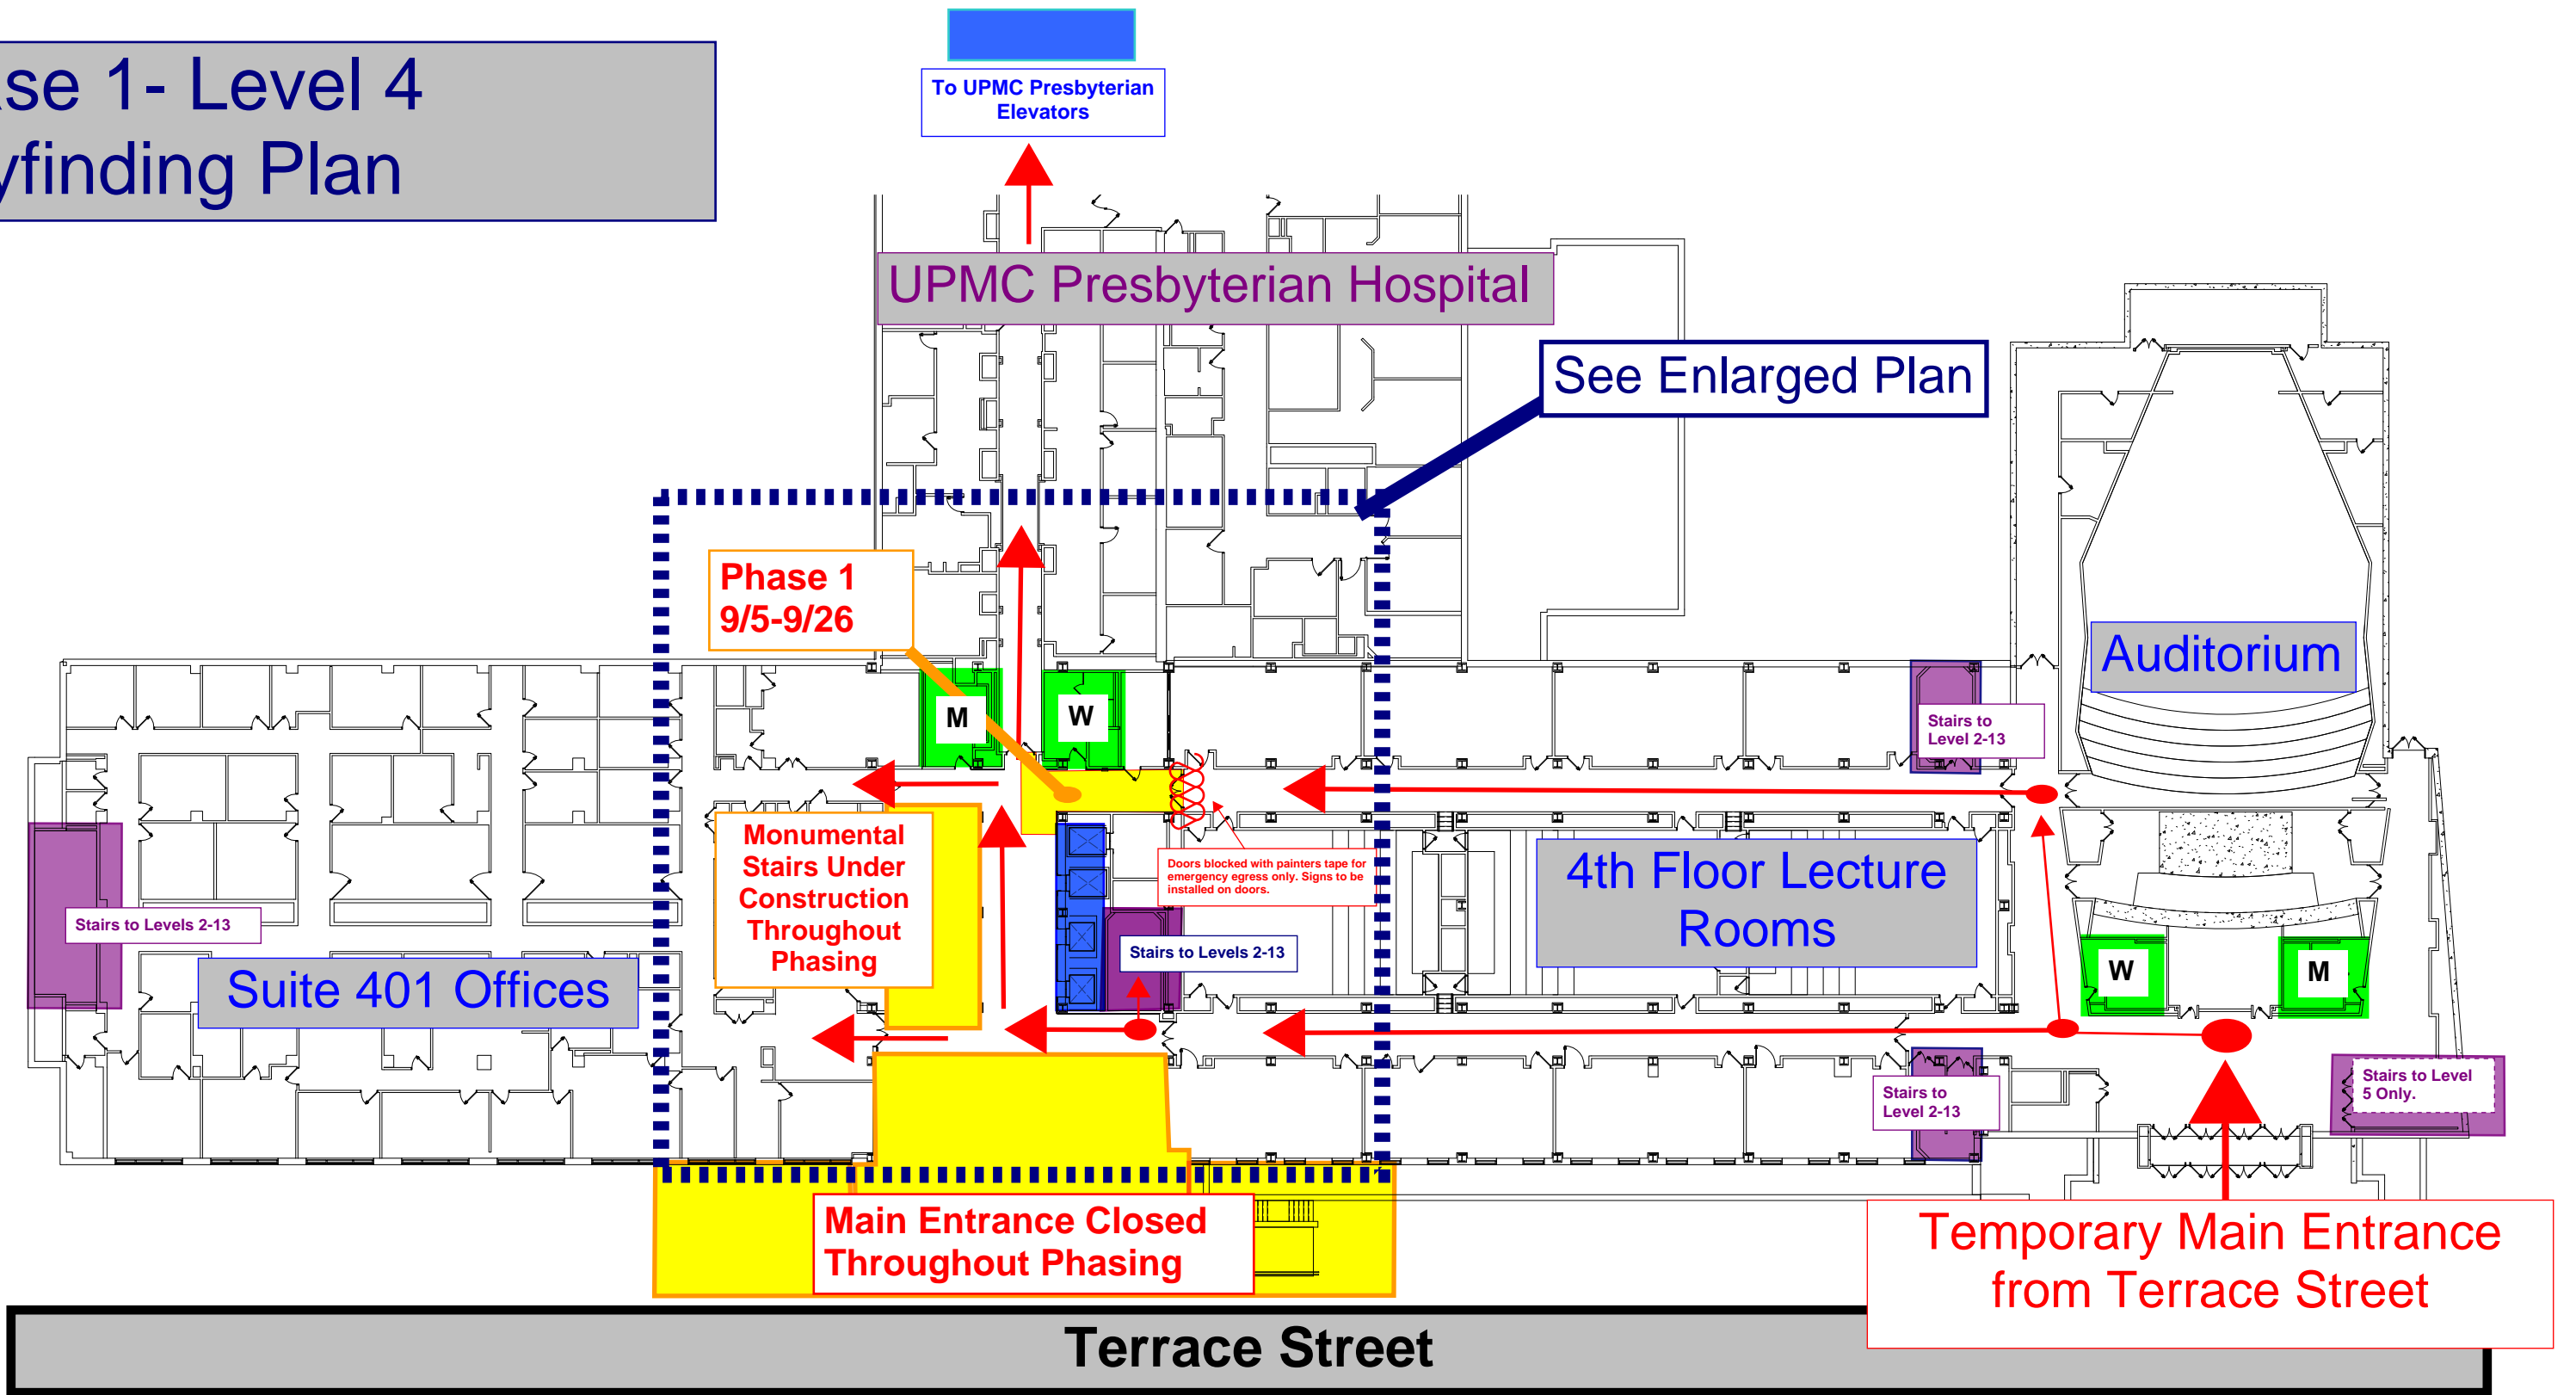 se 1- Level 4
yfinding Plan
To UPMC Presbyterian
Elevators
UPMC Presbyterian Hospital
See Enlarged Plan
Phase 1
9/5-9/26
Auditorium
M
W
Stairs to
Level 2-13
Monumental
Stairs Under
Construction
Throughout
Phasing
Doors blocked with painters tape for
emergency egress only. Signs to be
installed on doors.
4th Floor Lecture
Rooms
Stairs to Levels 2-13
Stairs to Levels 2-13
Suite 401 Offices
W
M
Stairs to Level
5 Only.
Stairs to
Level 2-13
Main Entrance Closed
Throughout Phasing
Temporary Main Entrance
from Terrace Street
Terrace Street